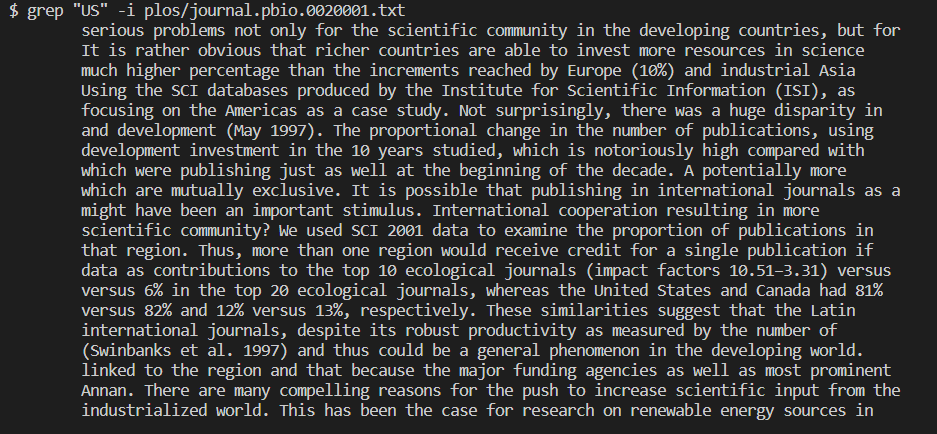 $ grep "US" -i plos/journal.pbio.0020001.txt
serious problems not only for the scientific community in the developing countries, but for
It is rather obvious that richer countries are able to invest more resources in science
much higher percentage than the increments reached by Europe (10%) and industrial Asia
Using the SCI databases produced by the Institute for Scientific Information (ISI), as
focusing on the Americas as a case study. Not surprisingly, there was a huge disparity in
and development (May 1997). The proportional change in the number of publications, using
development investment in the 10 years studied, which is notoriously high compared with
which were publishing just as well at the beginning of the decade. A potentially more
which are mutually exclusive. It is possible that publishing in international journals as a
might have been an important stimulus. International cooperation resulting in more
scientific community? We used SCI 2001 data to examine the proportion of publications in
that region. Thus, more than one region would receive credit for a single publication if
data as contributions to the top 10 ecological journals (impact factors 10.51–3.31) versus
versus 6% in the top 20 ecological journals, whereas the United States and Canada had 81%
versus 82% and 12% versus 13%, respectively. These similarities suggest that the Latin
international journals, despite its robust productivity as measured by the number of
(Swinbanks et al. 1997) and thus could be a general phenomenon in the developing world.
linked to the region and that because the major funding agencies as well as most prominent
Annan. There are many compelling reasons for the push to increase scientific input from the
industrialized world. This has been the case for research on renewable energy sources in